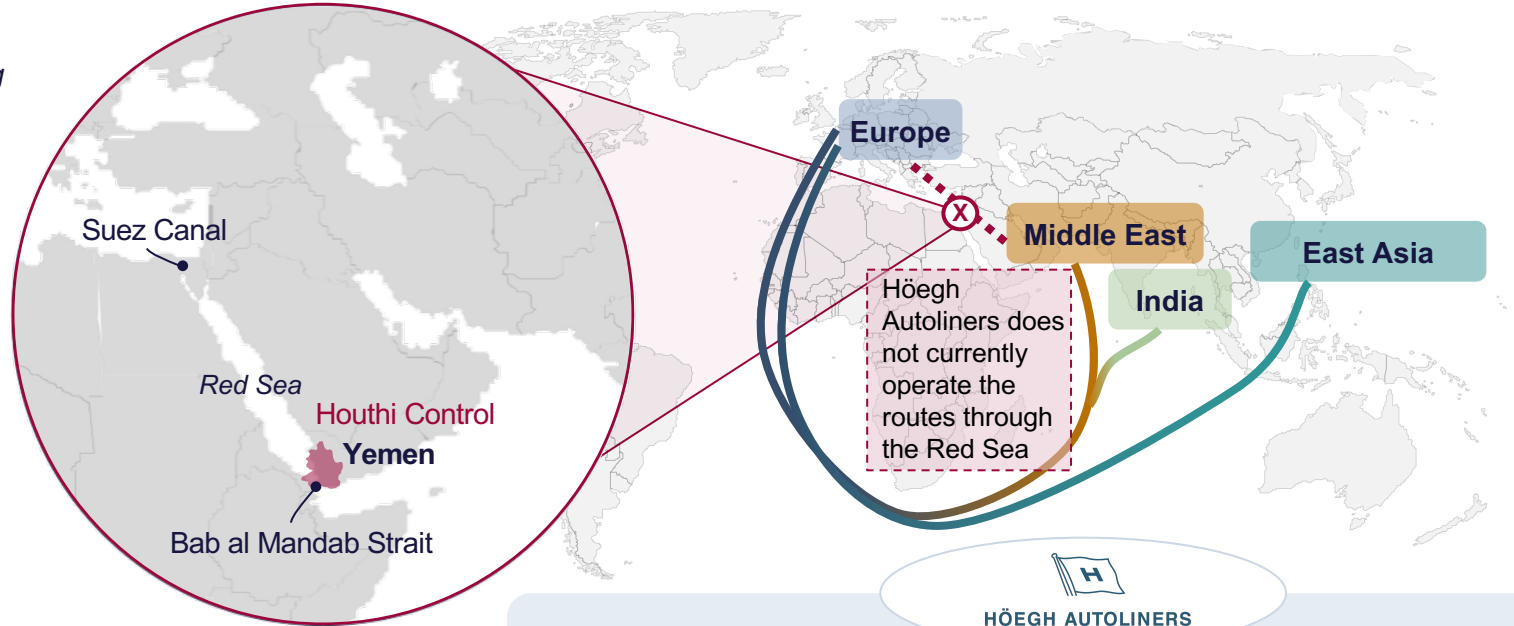 Suez Canal
Red Sea
Houthi Control
Yemen
Bab al Mandab Strait
Europe
X
Middle East
East Asia
India
Höegh
Autoliners does
not currently
operate the
routes through
the Red Sea
H
HÖEGH AUTOLINERS